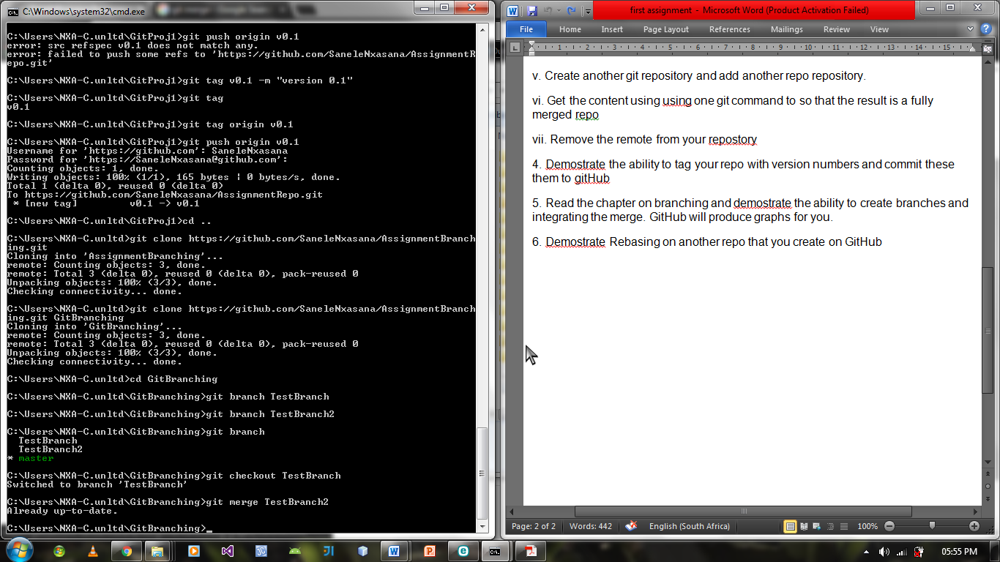 C:\Windows\system32\cmd.exe
C:\Users\NXA-C.unltd\GitProj1>git push origin v0.1
error: src refspec v0.1 does not match any.
error: failed to push some refs to 'https://github.com/SaneleNxasana/AssignmentR
epo.git'
C:\Users\NXA-C.unltd\GitProj1>git tag v0.1 -m "version 0.1"
C:\Users\NXA-C.unltd\GitProj1>git tag
v0.1
C:\Users\NXA-C.unltd\GitProj1>git tag origin v0.1
C:\Users\NXA-C.unltd\GitProj1>git push origin v0.1
Username for 'https://github.com': SaneleNxasana
Password for 'https://SaneleNxasana@github.com':
Counting objects: 1, done.
Writing objects: 100% (1/1), 165 bytes | 0 bytes/s, done.
Total 1 (delta 0), reused 0 (delta 0)
To https://github.com/SaneleNxasana/AssignmentRepo.git
* [new tag] v0.1 -> v0.1
C:\Users\NXA-C.unltd\GitProj1>cd ..
C:\Users\NXA-C.unltd>git clone https://github.com/SaneleNxasana/AssignmentBranch
ing.git
Cloning into 'AssignmentBranching'...
remote: Counting objects: 3, done.
remote: Total 3 (delta 0), reused 0 (delta 0), pack-reused 0
Unpacking objects: 100% (3/3), done.
Checking connectivity... done.
C:\Users\NXA-C.unltd>git clone https://github.com/SaneleNxasana/AssignmentBranch
ing.git GitBranching
Cloning into 'GitBranching'...
remote: Counting objects: 3, done.
remote: Total 3 (delta 0), reused 0 (delta 0), pack-reused 0
Unpacking objects: 100% (3/3), done.
Checking connectivity... done.
C:\Users\NXA-C.unltd>cd GitBranching
C:\Users\NXA-C.unltd\GitBranching>git branch TestBranch
C:\Users\NXA-C.unltd\GitBranching>git branch TestBranch2
C:\Users\NXA-C.unltd\GitBranching>git branch
TestBranch
TestBranch2
* master
C:\Users\NXA-C.unltd\GitBranching>git checkout TestBranch
Switched to branch 'TestBranch'
C:\Users\NXA-C.unltd\GitBranching>git merge TestBranch2
Already up-to-date.
C:\Users\NXA-C.unltd\GitBranching>_
first assignment - Microsoft Word (Product Activation Failed)
File Home Insert Page Layout References Mailings Review View
1 2 3 4 5 6 7 8 9 10 11 12 13 14 15
v. Create another git repository and add another repo repository.
vi. Get the content using using one git command to so that the result is a fully
merged repo
vii. Remove the remote from your repostory
4. Demostrate the ability to tag your repo with version numbers and commit these
them to gitHub
5. Read the chapter on branching and demostrate the ability to create branches and
integrating the merge. GitHub will produce graphs for you.
6. Demostrate Rebasing on another repo that you create on GitHub
Page: 2 of 2 Words: 442 English (South Africa) 100%
05:55 PM